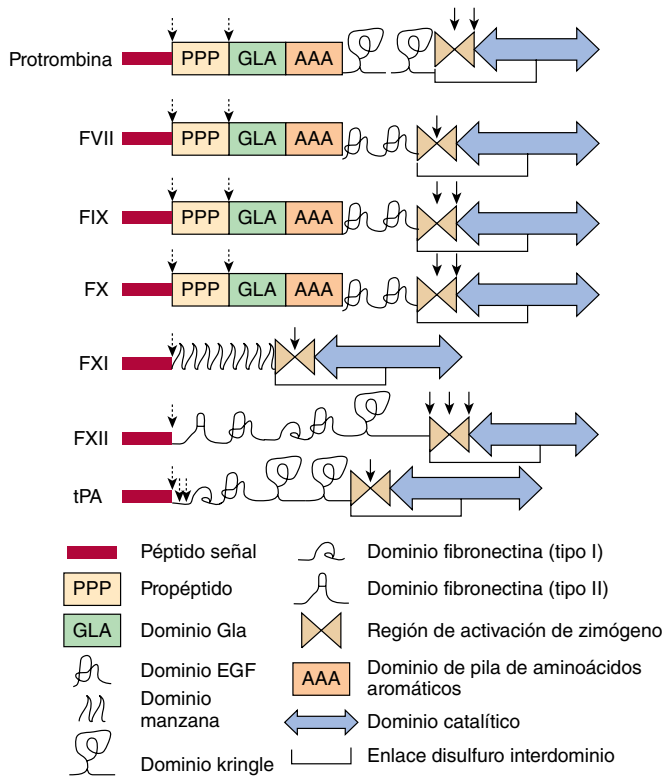 Protrombina PPP GLA AAA
FVII PPP GLA AAA
FIX PPP GLA AAA
FX PPP GLA AAA
FXI
FXII
tPA
Péptido señal
PPP Propéptido
GLA Dominio Gla
Dominio EGF
Dominio
manzana
Dominio kringle
Dominio fibronectina (tipo I)
Dominio fibronectina (tipo II)
Región de activación de zimógeno
AAA Dominio de pila de aminoácidos
aromáticos
Dominio catalítico
Enlace disulfuro interdominio